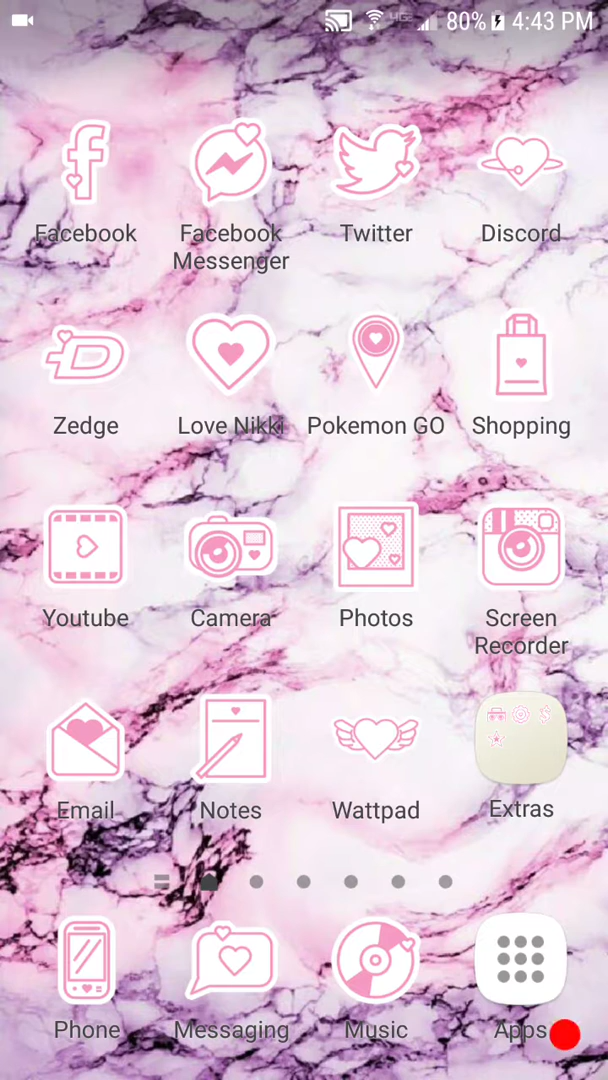 4G 80% 4:43 PM
Facebook
Facebook
Messenger
Twitter
Discord
Zedge
Love Nikki
Pokemon GO
Shopping
Youtube
Camera
Photos
Screen
Recorder
Email
Notes
Wattpad
Extras
Phone
Messaging
Music
Apps